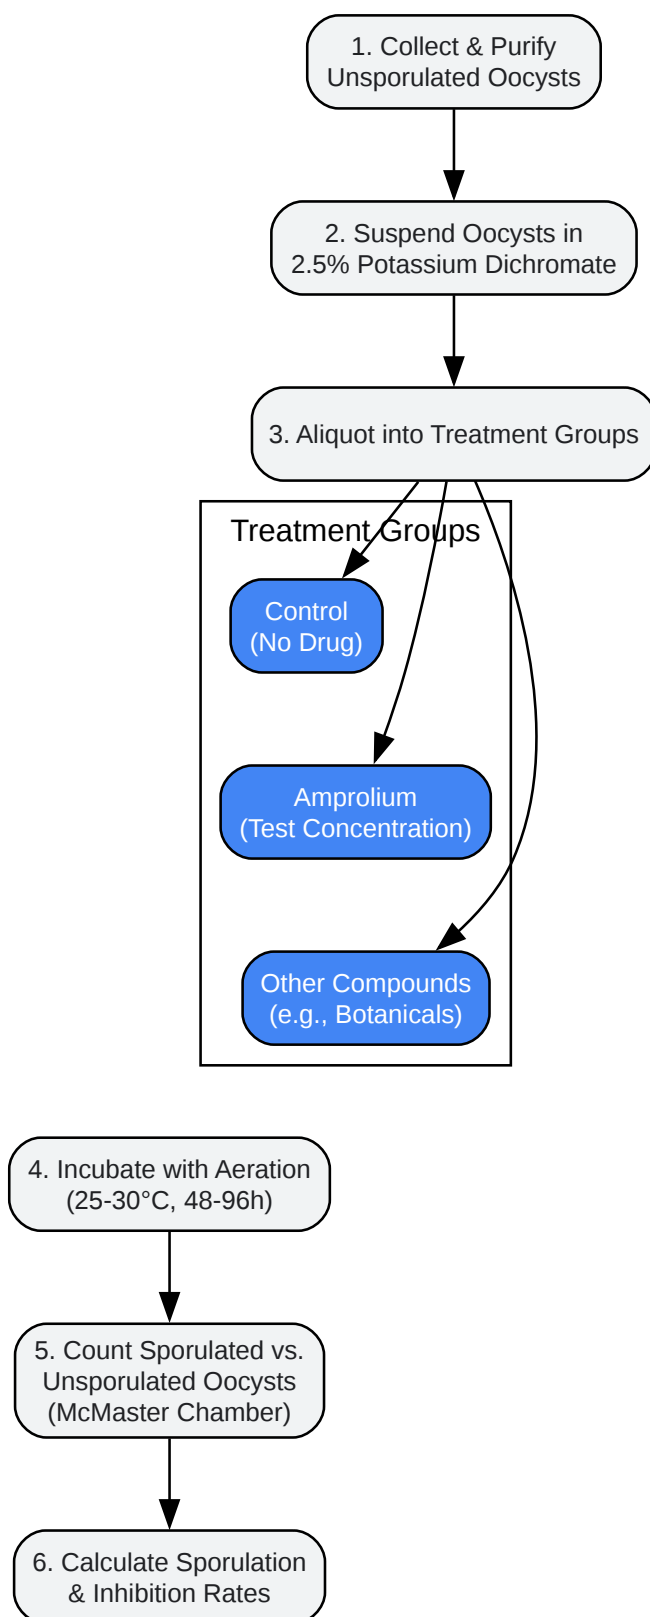 1. Collect & Purify
Unsporulated Oocysts
2. Suspend Oocysts in
2.5% Potassium Dichromate
3. Aliquot into Treatment Groups
Treatment Groups
Control
(No Drug)
Amprolium
(Test Concentration)
Other Compounds
(e.g., Botanicals)
4. Incubate with Aeration
(25-30°C, 48-96h)
5. Count Sporulated vs.
Unsporulated Oocysts
(McMaster Chamber)
6. Calculate Sporulation
& Inhibition Rates